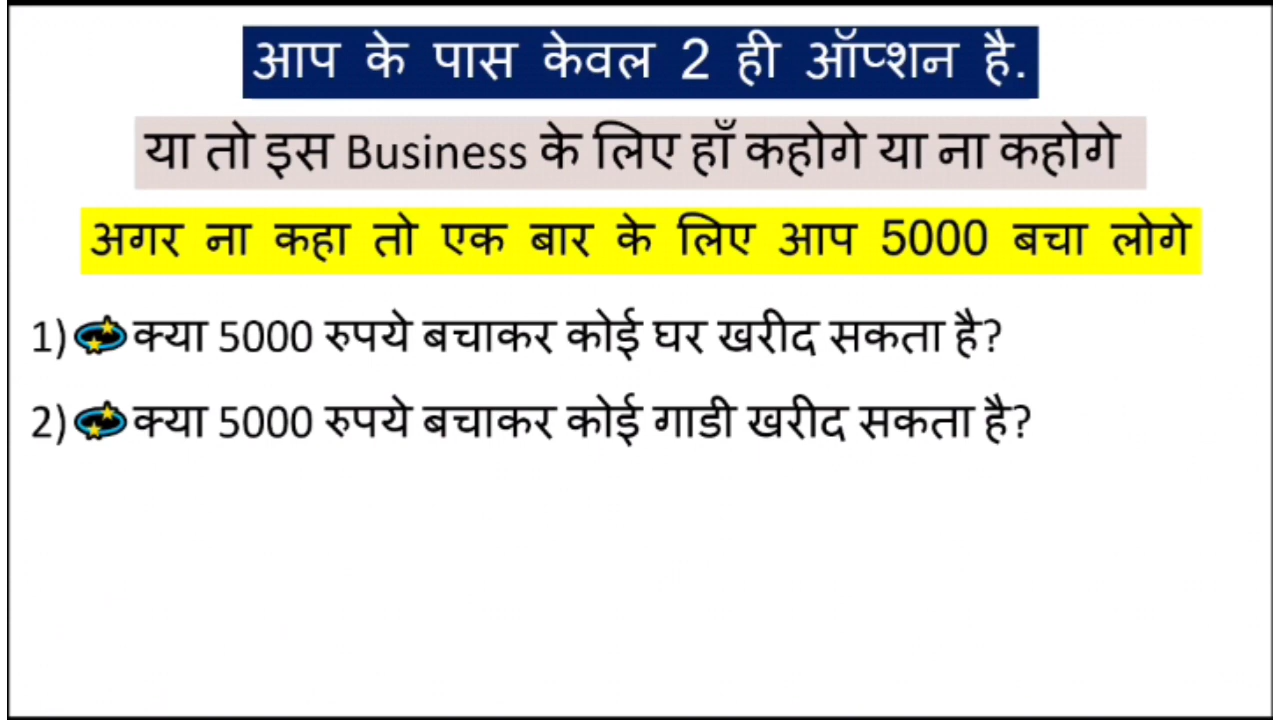 आप के पास केवल 2 ही ऑप्शन है.
या तो इस Business के लिए हाँ कहोगे या ना कहोगे
अगर ना कहा तो एक बार के लिए आप 5000 बचा लोगे
1) क्या 5000 रुपये बचाकर कोई घर खरीद सकता है?
2) क्या 5000 रुपये बचाकर कोई गाडी खरीद सकता है?